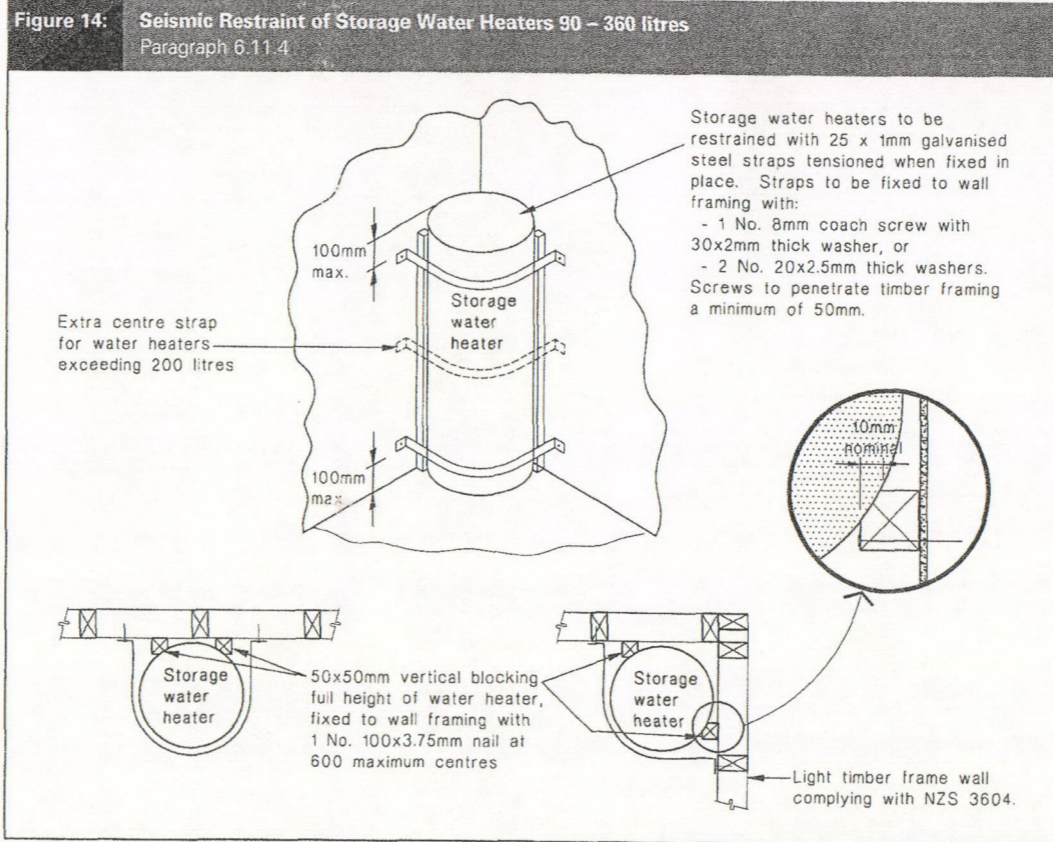 Figure 14:
Seismic Restraint of Storage Water Heaters 90 – 360 litres
Paragraph 6.11.4
Storage water heaters to be
restrained with 25 x 1mm galvanised
steel straps tensioned when fixed in
place. Straps to be fixed to wall
framing with:
- 1 No. 8mm coach screw with
30x2mm thick washer, or
- 2 No. 20x2.5mm thick washers.
Screws to penetrate timber framing
a minimum of 50mm.
100mm
max.
Storage
water
heater
Extra centre strap
for water heaters
exceeding 200 litres
100mm
max
10mm
nominal
Storage
water
heater
50x50mm vertical blocking
full height of water heater,
fixed to wall framing with
1 No. 100x3.75mm nail at
600 maximum centres
Storage
water
heater
Light timber frame wall
complying with NZS 3604.